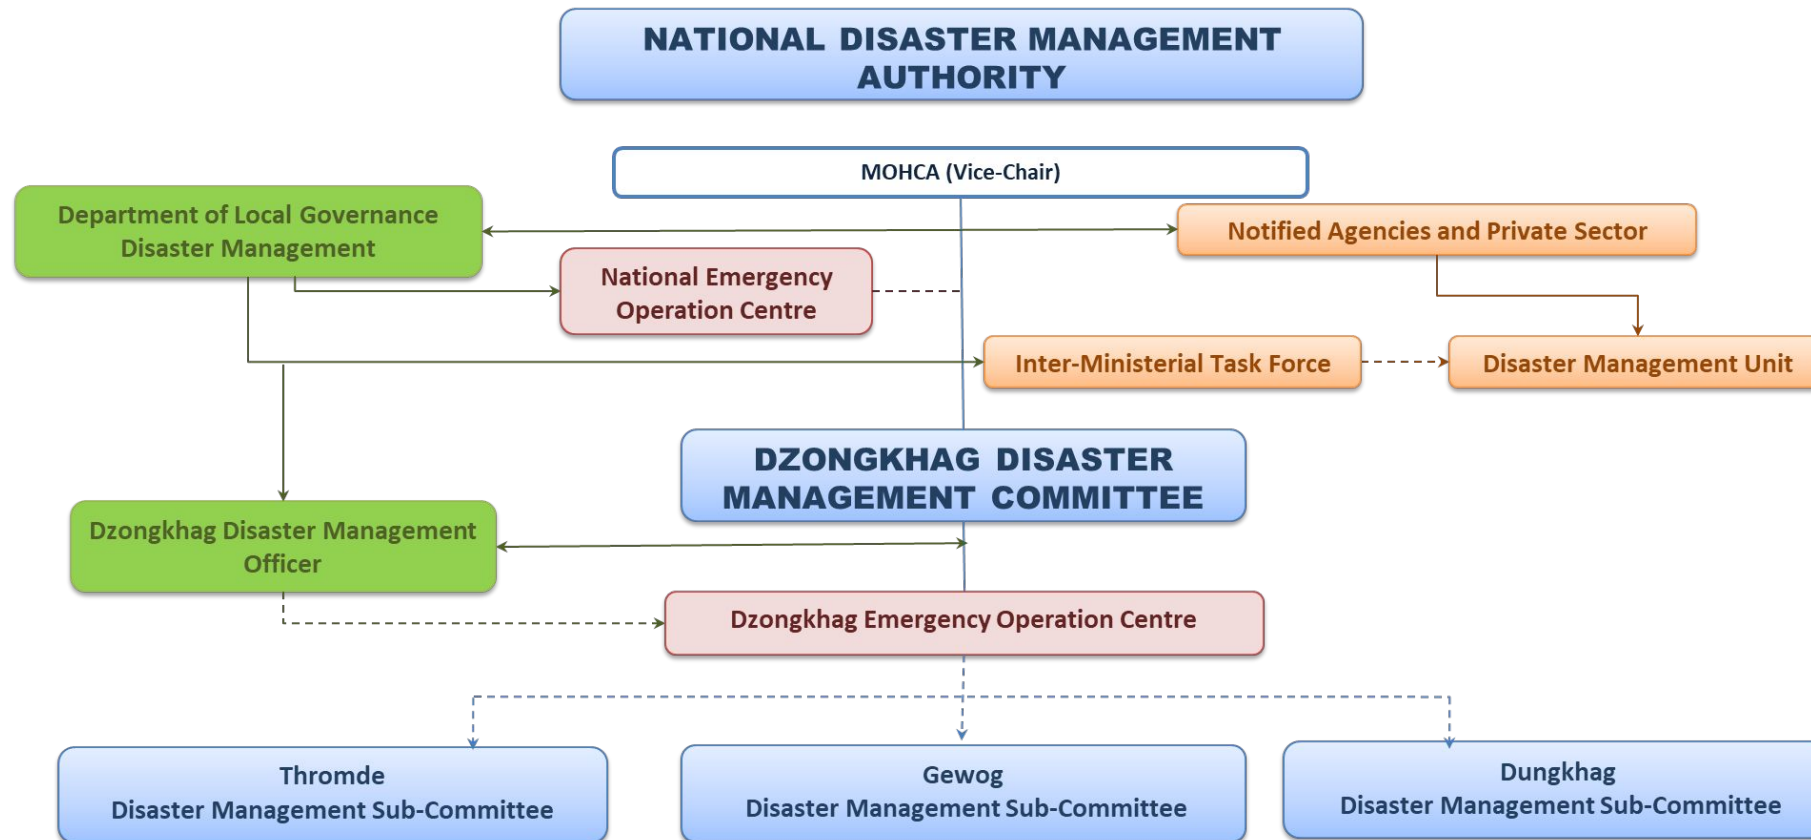 NATIONAL DISASTER MANAGEMENT
AUTHORITY
MOHCA (Vice-Chair)
Department of Local Governance
Disaster Management
Notified Agencies and Private Sector
National Emergency
Operation Centre
Inter-Ministerial Task Force
Disaster Management Unit
DZONGKHAG DISASTER
MANAGEMENT COMMITTEE
Dzongkhag Disaster Management
Officer
Dzongkhag Emergency Operation Centre
Thromde
Disaster Management Sub-Committee
Gewog
Disaster Management Sub-Committee
Dungkhag
Disaster Management Sub-Committee